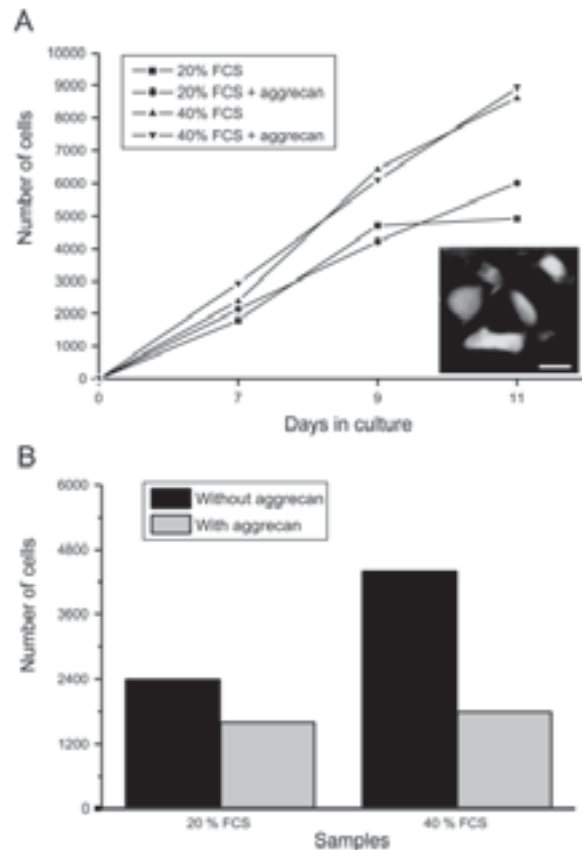 A
Number of cells
10000
9000
8000
7000
6000
5000
4000
3000
2000
1000
0
20% FCS
20% FCS + aggrecan
40% FCS
40% FCS + aggrecan
0 7 9 11
Days in culture
B
Number of cells
6000
4800
3600
2400
1200
0
Without aggrecan
With aggrecan
20 % FCS 40 % FCS
Samples